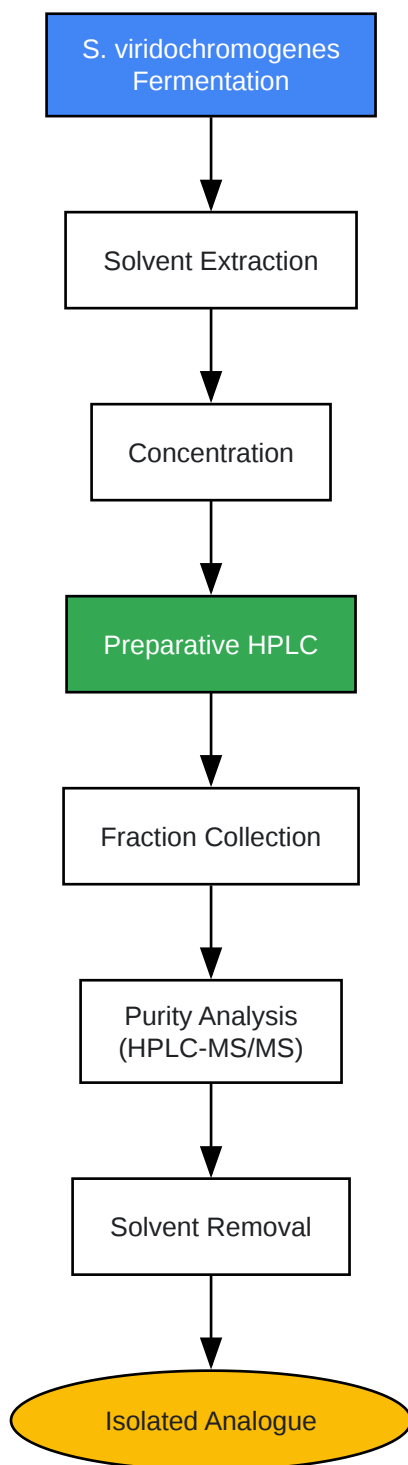 S. viridochromogenes
Fermentation
Solvent Extraction
Concentration
Preparative HPLC
Fraction Collection
Purity Analysis
(HPLC-MS/MS)
Solvent Removal
Isolated Analogue